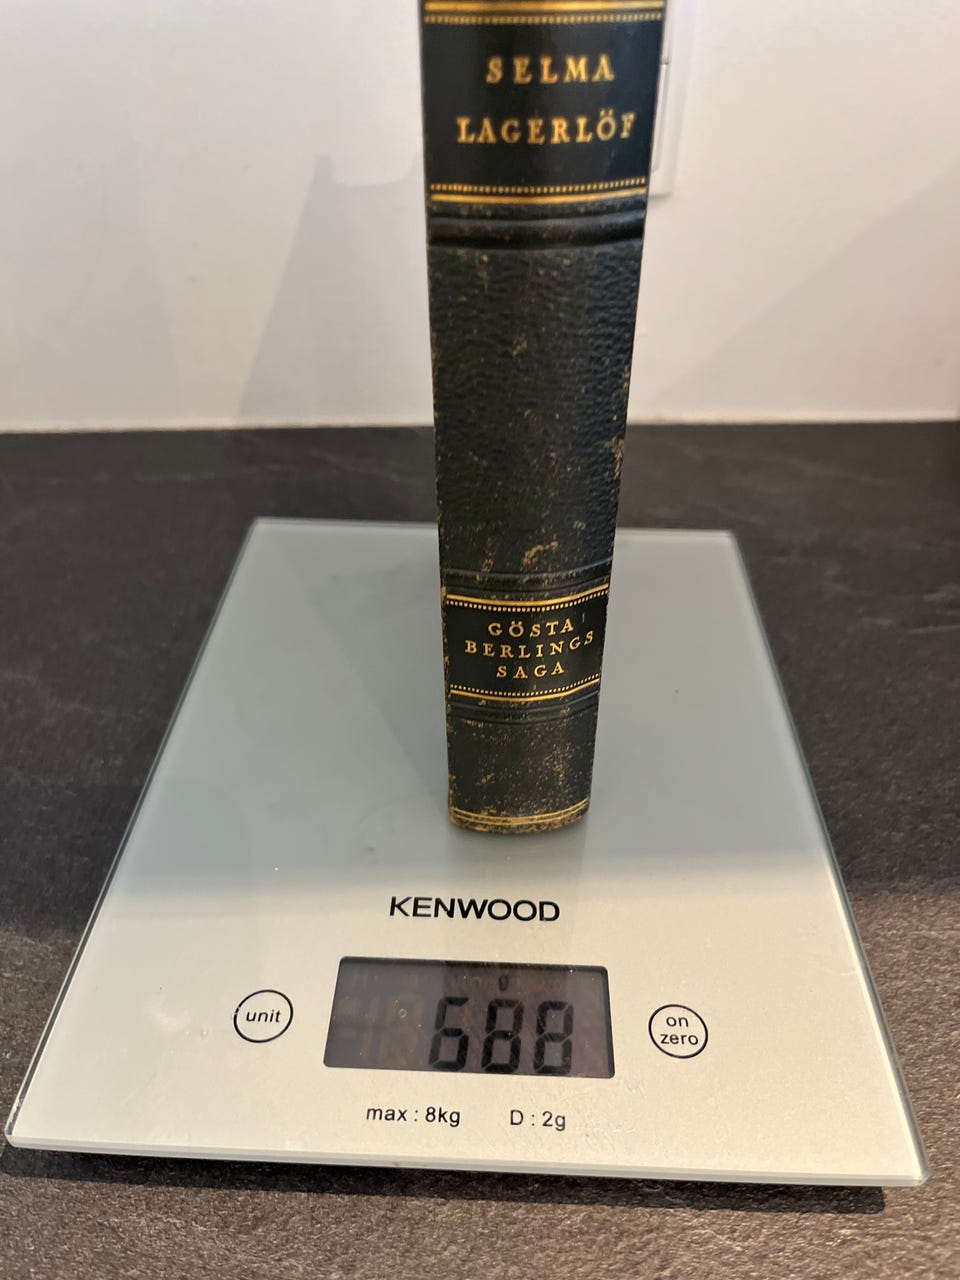 SELMA
LAGERLÖF
GÖSTA
BERLINGS
SAGA
KENWOOD
unit
688
on
zero
max : 8kg D : 2g